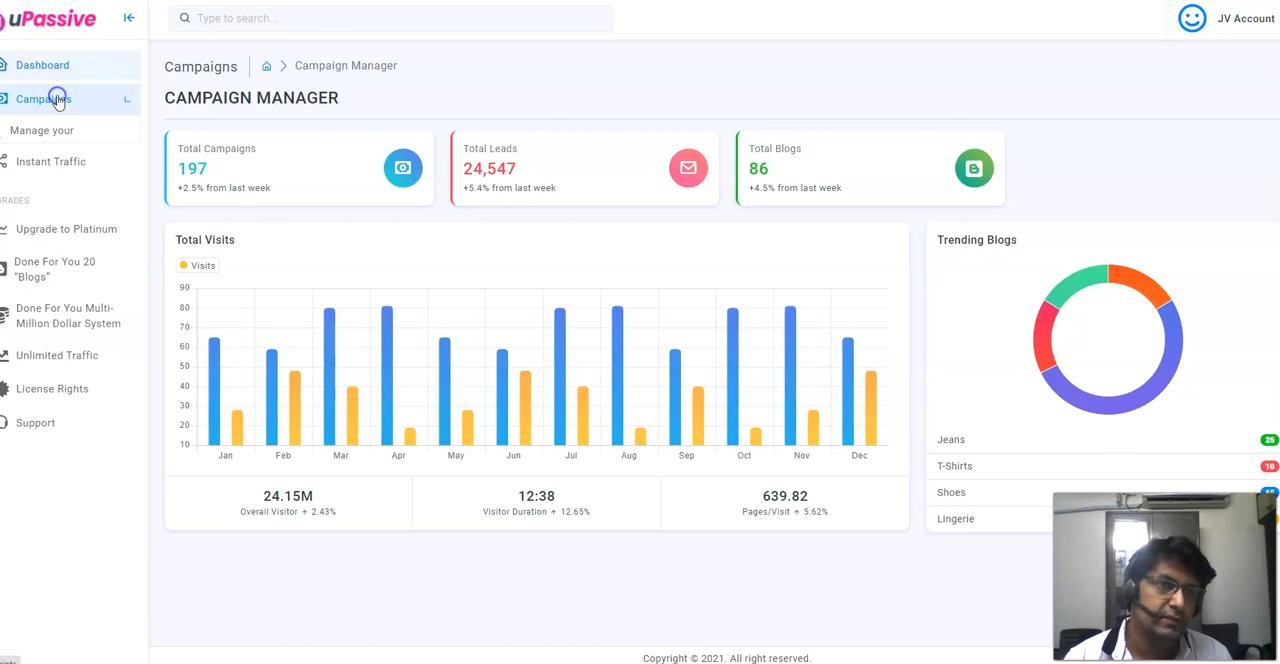 uPassive
Type to search...
JV Account
Dashboard
Campaigns
Manage your
Instant Traffic
RADES
Upgrade to Platinum
Done For You 20
"Blogs"
Done For You Multi-
Million Dollar System
Unlimited Traffic
License Rights
Support
Campaigns
Campaign Manager
CAMPAIGN MANAGER
Total Campaigns
197
+2.5% from last week
Total Leads
24,547
+5.4% from last week
Total Blogs
86
+4.5% from last week
Total Visits
Visits
90
80
70
60
50
40
30
20
10
Jan Feb Mar Apr May Jun Jul Aug Sep Oct Nov Dec
24.15M
Overall Visitor ↑ 2.43%
12:38
Visitor Duration ↑ 12.65%
639.82
Pages/Visit ↑ 5.62%
Trending Blogs
Jeans 25
T-Shirts 10
Shoes
Lingerie
Copyright © 2021. All right reserved.